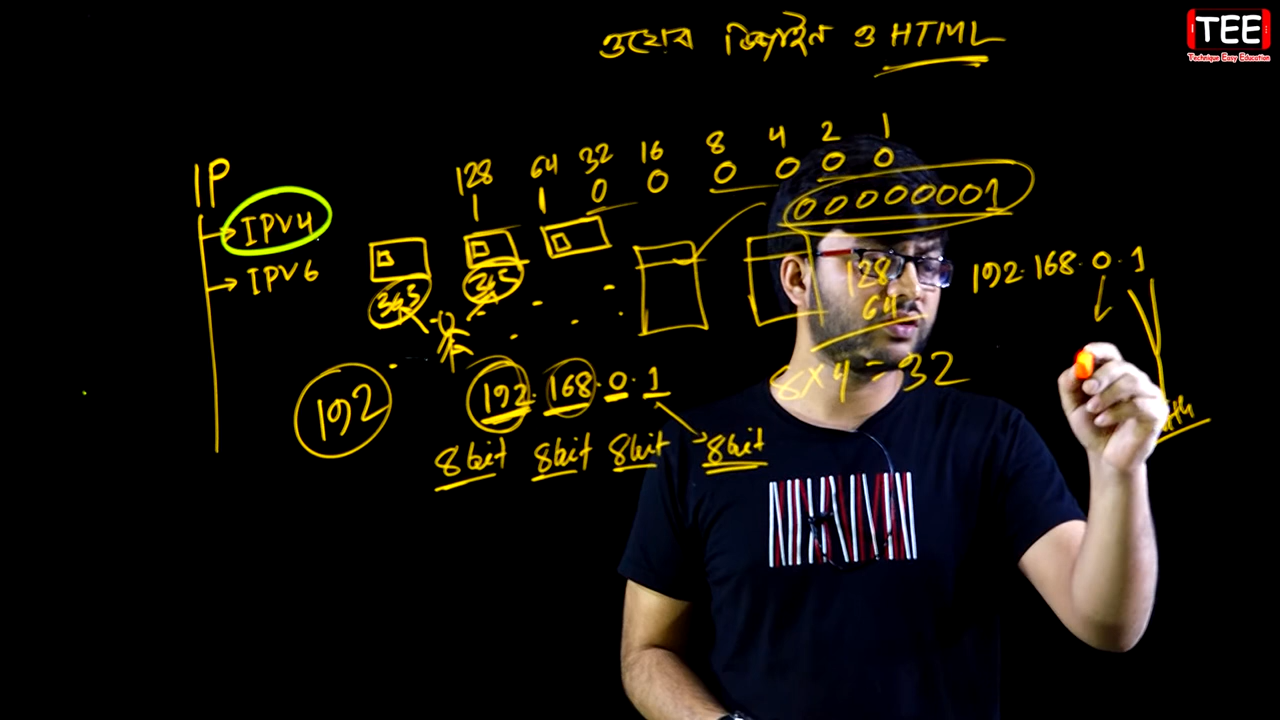 ওয়েব ডিজাইন ও HTML
TEE
Technique Easy Education
IP
IPV4
IPV6
128 64 32 16 8 4 2 1
1 1 0 0 0 0 0 0
00000001
365 365
128
64
192.168.0.1
8×4=32
192
192.168.0.1
8bit 8bit 8bit 8bit